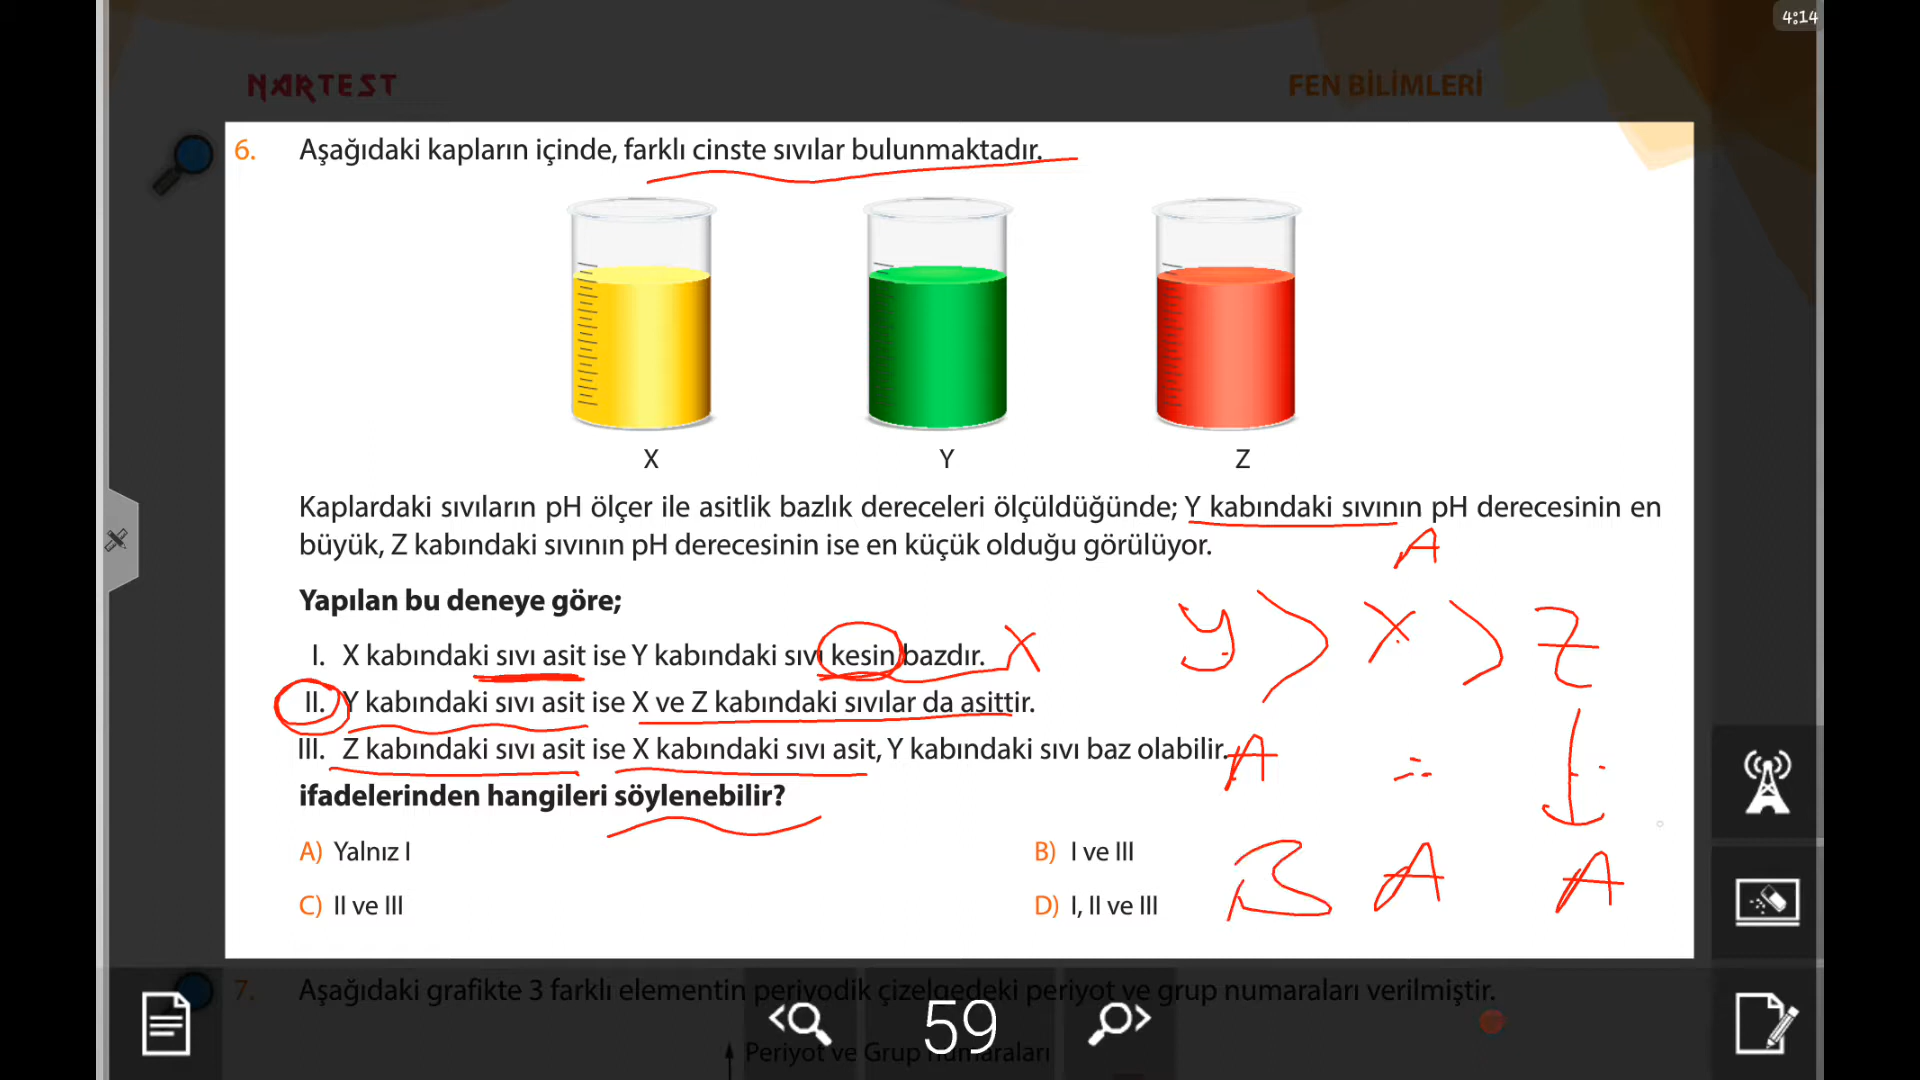 4:14
NARTEST
FEN BİLİMLERİ
6. Aşağıdaki kapların içinde, farklı cinste sıvılar bulunmaktadır.
X Y Z
Kaplardaki sıvıların pH ölçer ile asitlik bazlık dereceleri ölçüldüğünde; Y kabındaki sıvının pH derecesinin en
büyük, Z kabındaki sıvının pH derecesinin ise en küçük olduğu görülüyor.
A
Yapılan bu deneye göre;
y > x > Z
I. X kabındaki sıvı asit ise Y kabındaki sıvı kesin bazdır. X
II. Y kabındaki sıvı asit ise X ve Z kabındaki sıvılar da asittir.
III. Z kabındaki sıvı asit ise X kabındaki sıvı asit, Y kabındaki sıvı baz olabilir. A
ifadelerinden hangileri söylenebilir?
A) Yalnız I
B) I ve III
B A A
C) II ve III
D) I, II ve III
7. Aşağıdaki grafikte 3 farklı elementin periyodik çizelgedeki periyot ve grup numaraları verilmiştir.
59
Periyot ve Grup numaraları